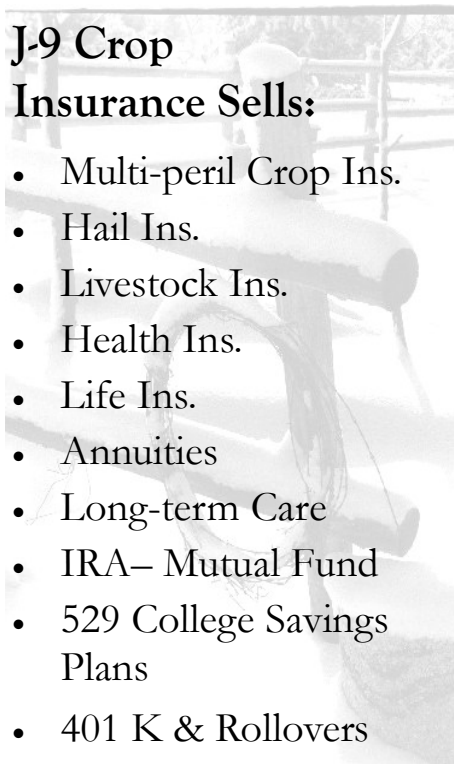 J-9 Crop
Insurance Sells:
• Multi-peril Crop Ins.
• Hail Ins.
• Livestock Ins.
• Health Ins.
• Life Ins.
• Annuities
• Long-term Care
• IRA– Mutual Fund
• 529 College Savings
Plans
• 401 K & Rollovers